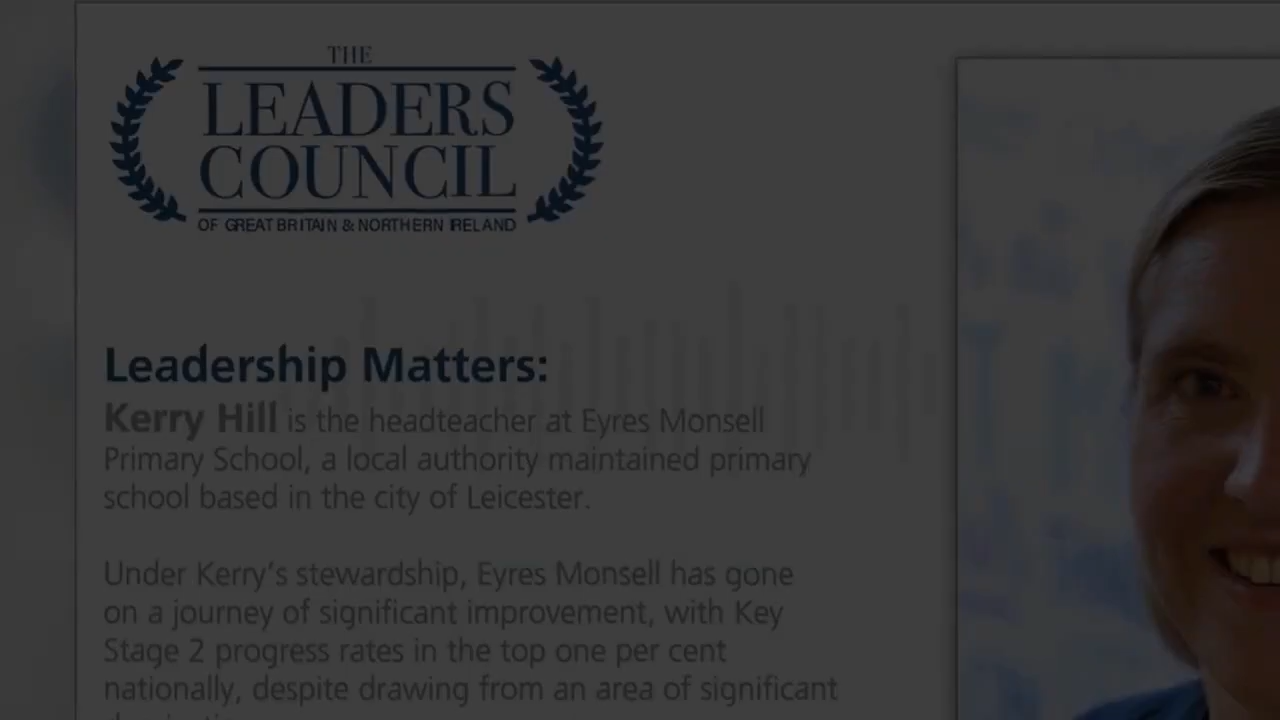 THE
LEADERS
COUNCIL
OF GREAT BRITAIN & NORTHERN IRELAND
Leadership Matters:
Kerry Hill is the headteacher at Eyres Monsell
Primary School, a local authority maintained primary
school based in the city of Leicester.
Under Kerry's stewardship, Eyres Monsell has gone
on a journey of significant improvement, with Key
Stage 2 progress rates in the top one per cent
nationally, despite drawing from an area of significant